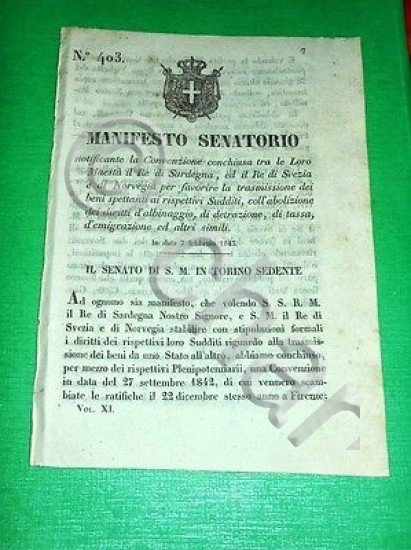 N.° 403.
MANIFESTO SENATORIO
notificante la Convenzione conchiusa tra le Loro
Maestà il Re di Sardegna, ed il Re di Svezia
e di Norvegia per favorire la trasmissione dei
beni spettanti ai rispettivi Sudditi, coll'abolizione
dei diritti d'albinaggio, di detrazione, di tassa,
d'emigrazione ed altri simili.
In data febbraio 1843.
IL SENATO DI S. M. IN TORINO SEDENTE
Ad ognuno sia manifesto, che volendo S. S. R. M.
il Re di Sardegna Nostro Signore, e S. M. il Re di
Svezia e di Norvegia stabilire con stipulazioni formali
i diritti dei rispettivi loro Sudditi riguardo alla trasmis-
sione dei beni da uno Stato all'altro, abbiamo conchiuso,
per mezzo dei rispettivi Plenipotenziarii, una Convenzione
in data del 27 settembre 1842, di cui vennero scam-
biate le ratifiche il 22 dicembre stesso anno a Firenze:
Vol. XI.